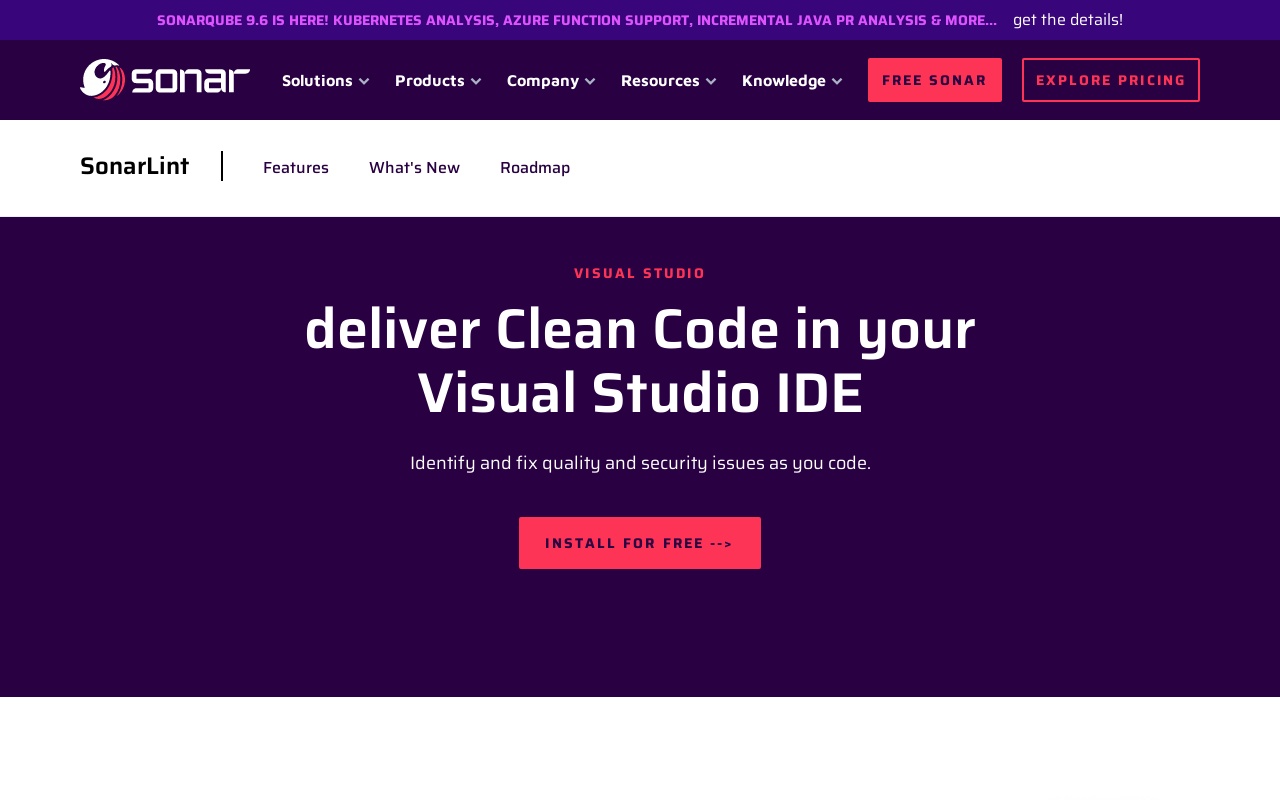 SONARQUBE 9.6 IS HERE! KUBERNETES ANALYSIS, AZURE FUNCTION SUPPORT, INCREMENTAL JAVA PR ANALYSIS & MORE... get the details!
sonar Solutions Products Company Resources Knowledge FREE SONAR EXPLORE PRICING
SonarLint Features What's New Roadmap
VISUAL STUDIO
deliver Clean Code in your
Visual Studio IDE
Identify and fix quality and security issues as you code.
INSTALL FOR FREE -->